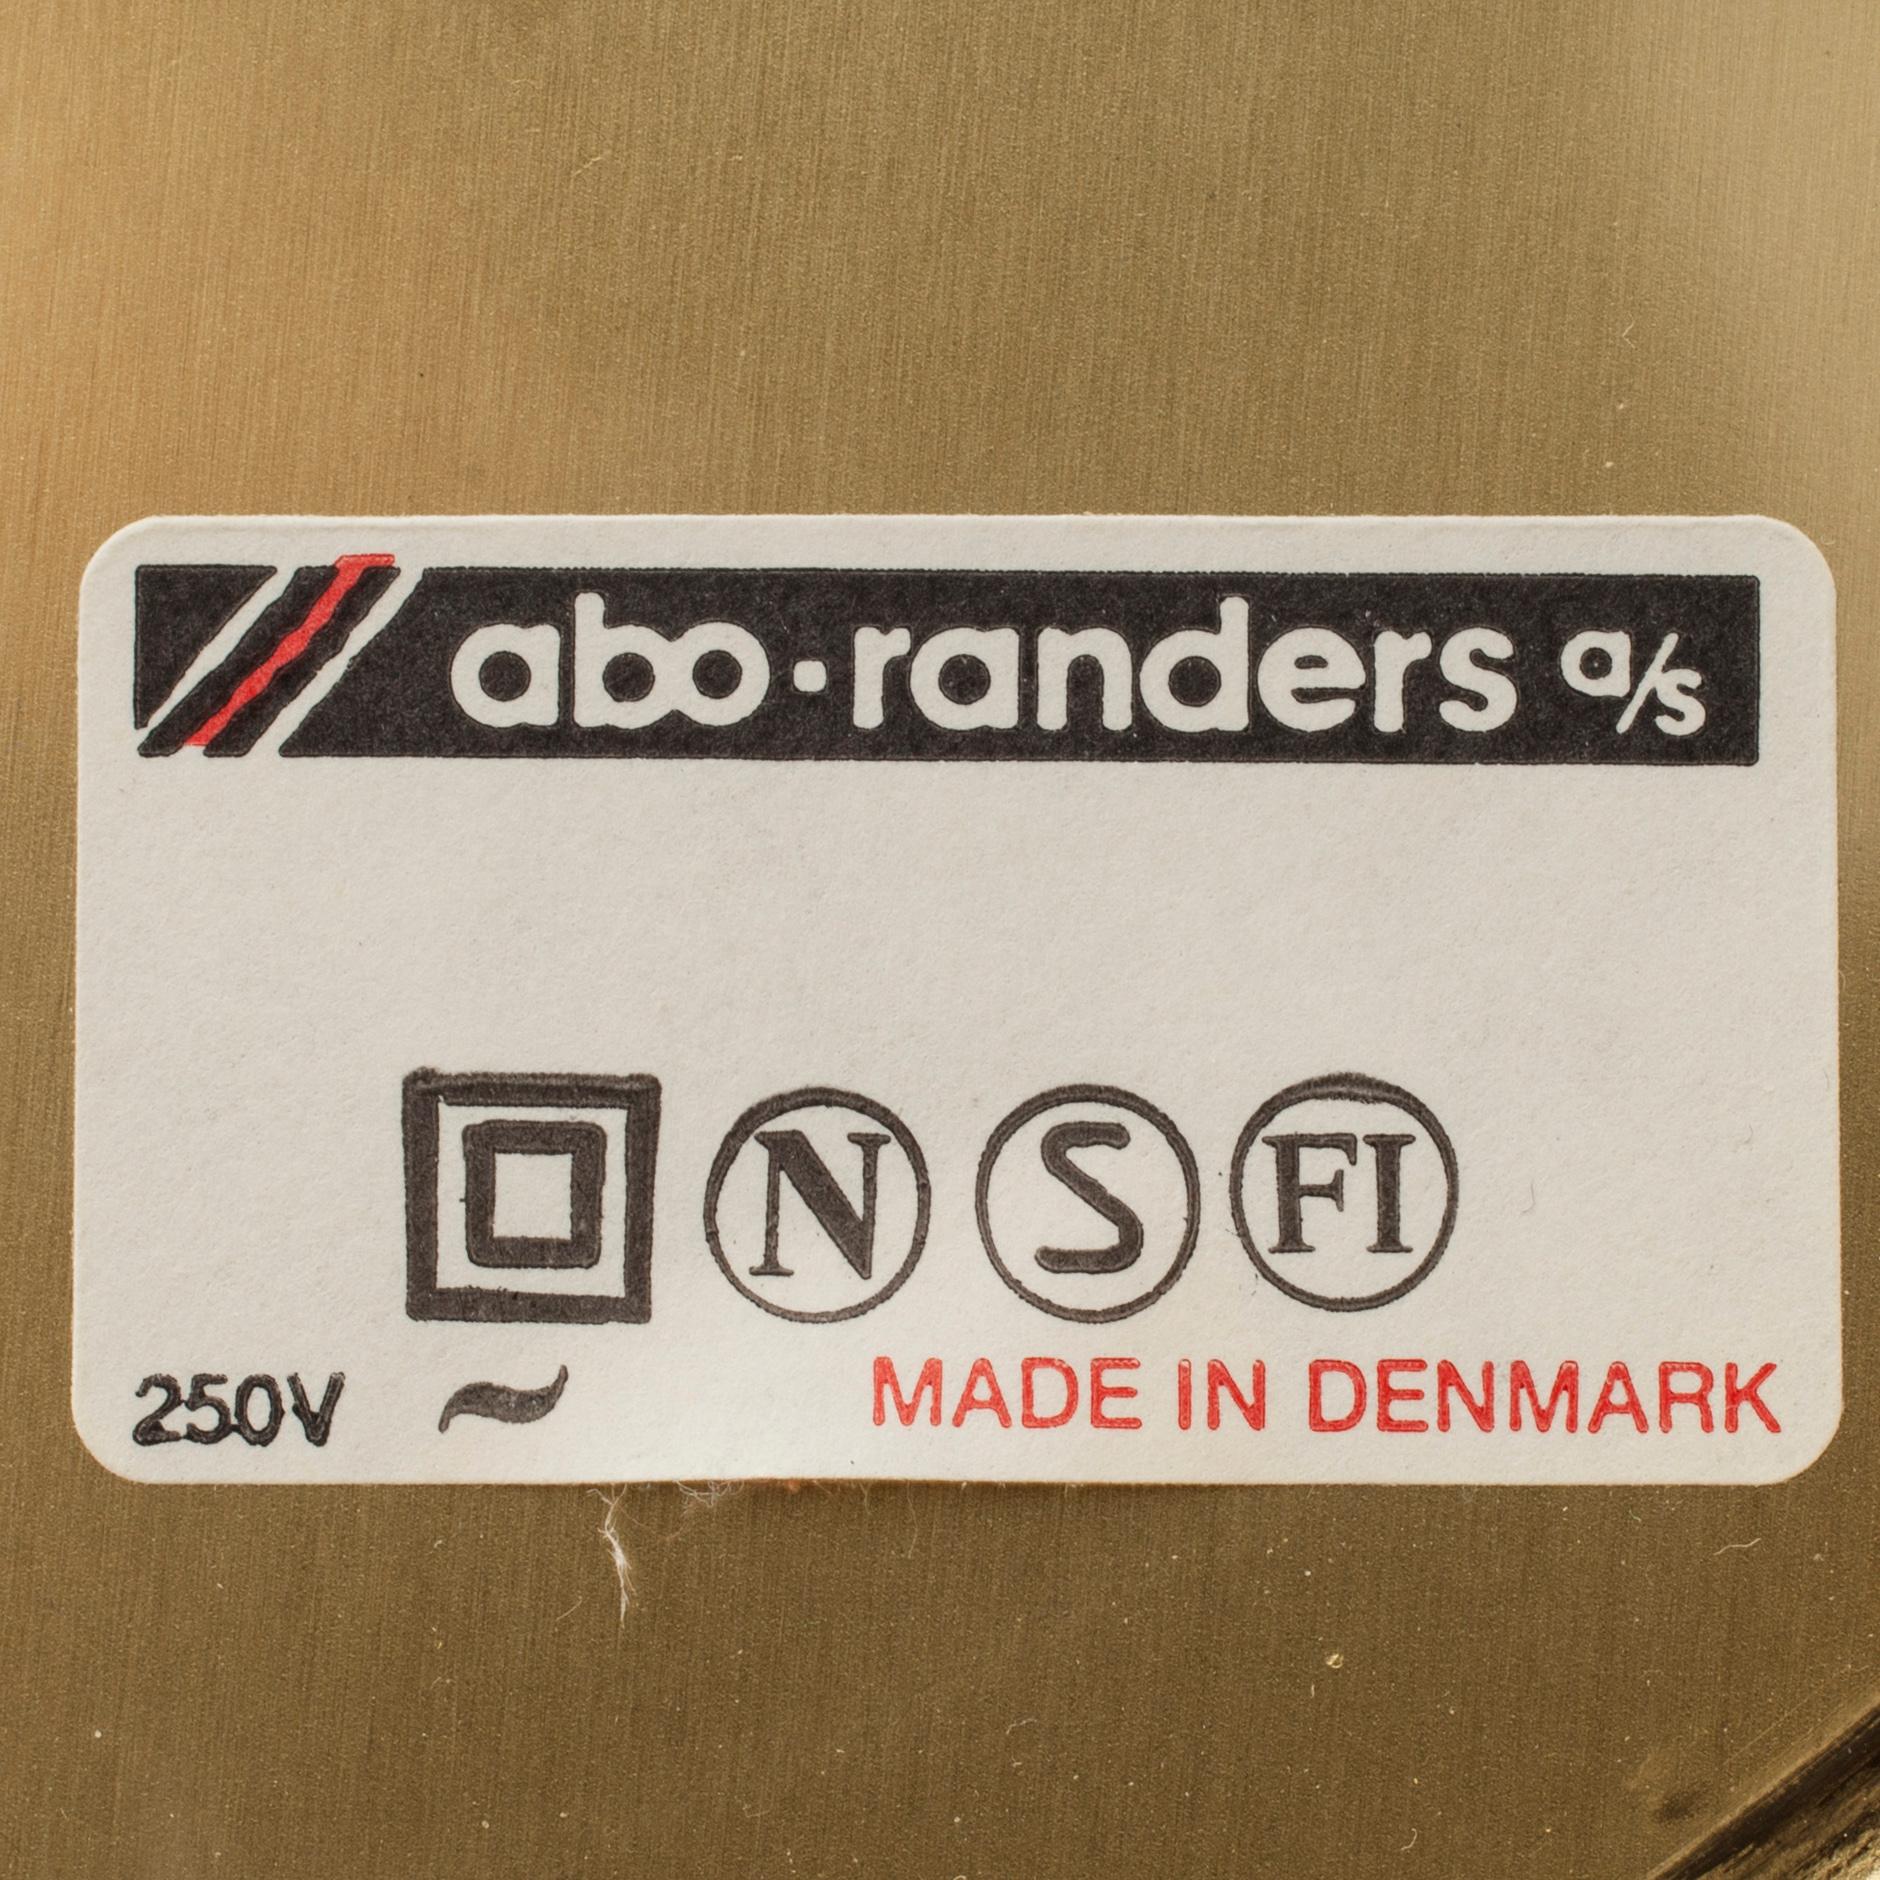 abo·randers a/s
N S FI
250V ~ MADE IN DENMARK